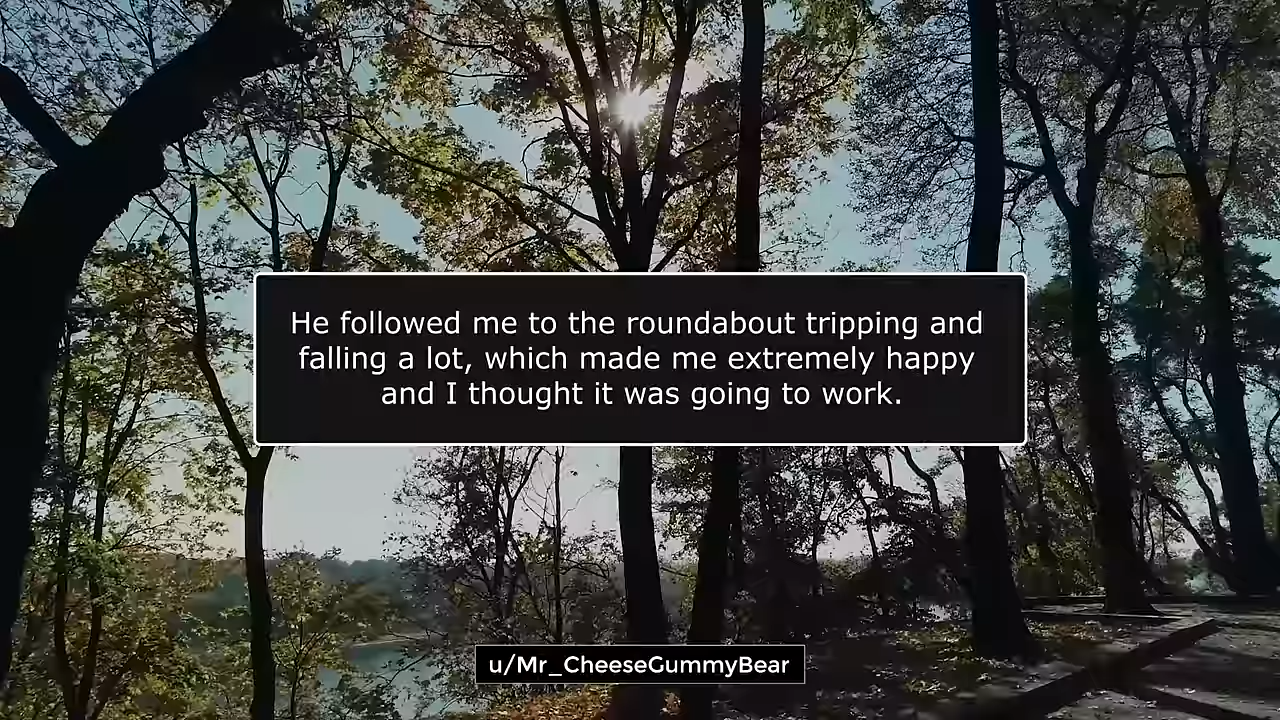 He followed me to the roundabout tripping and
falling a lot, which made me extremely happy
and I thought it was going to work.
u/Mr_CheeseGummyBear